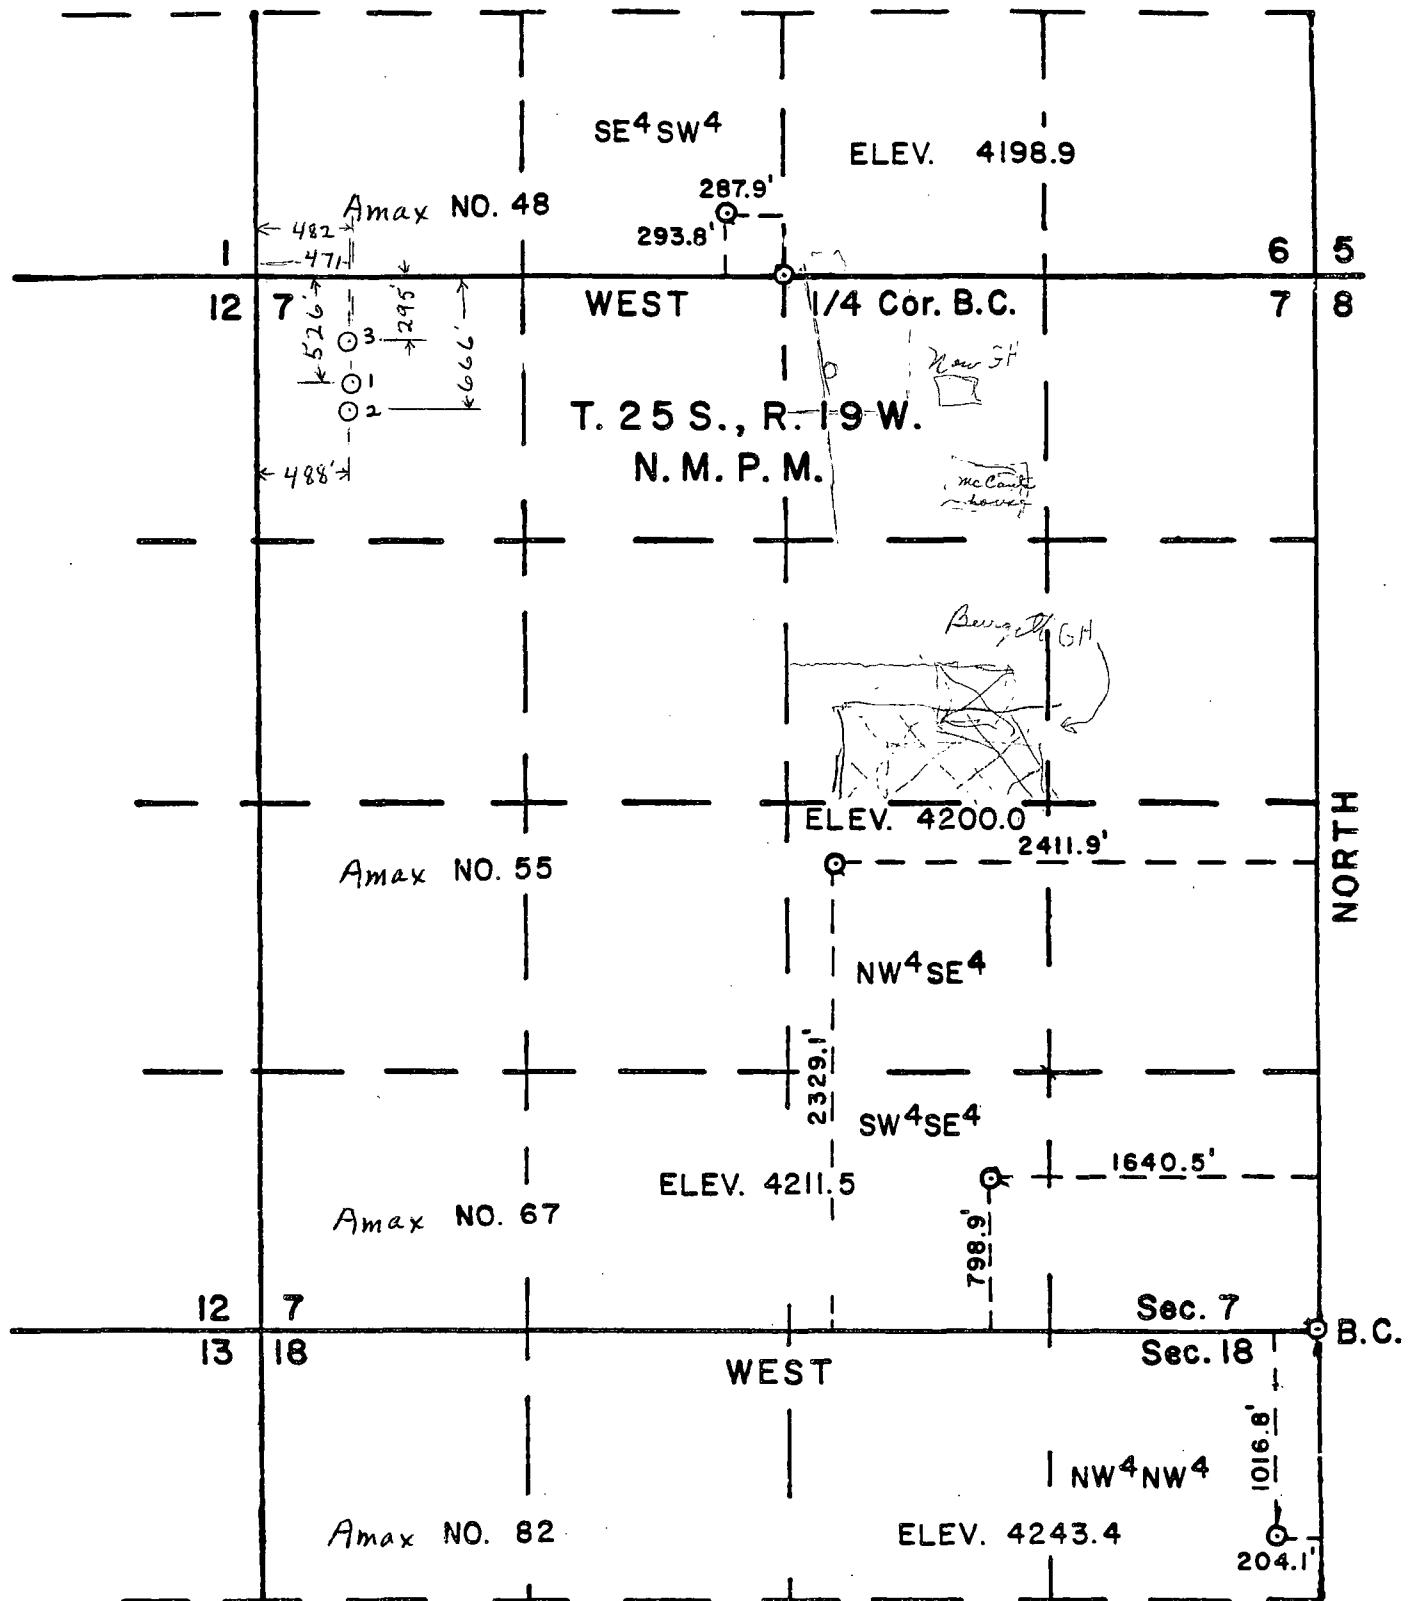 SE⁴SW⁴
ELEV. 4198.9
287.9'
Amax NO. 48
293.8'
482
471
1
6 5
12 7
WEST
1/4 Cor. B.C.
7 8
526'
295'
666'
3
1
2
New GH
T. 25 S., R. 19 W.
N. M. P. M.
488'
house
GH
ELEV. 4200.0
2411.9'
Amax NO. 55
NORTH
NW⁴SE⁴
2329.1'
SW⁴SE⁴
1640.5'
ELEV. 4211.5
Amax NO. 67
798.9'
12 7
Sec. 7
B.C.
13 18
Sec. 18
WEST
1016.8'
NW⁴NW⁴
Amax NO. 82
ELEV. 4243.4
204.1'